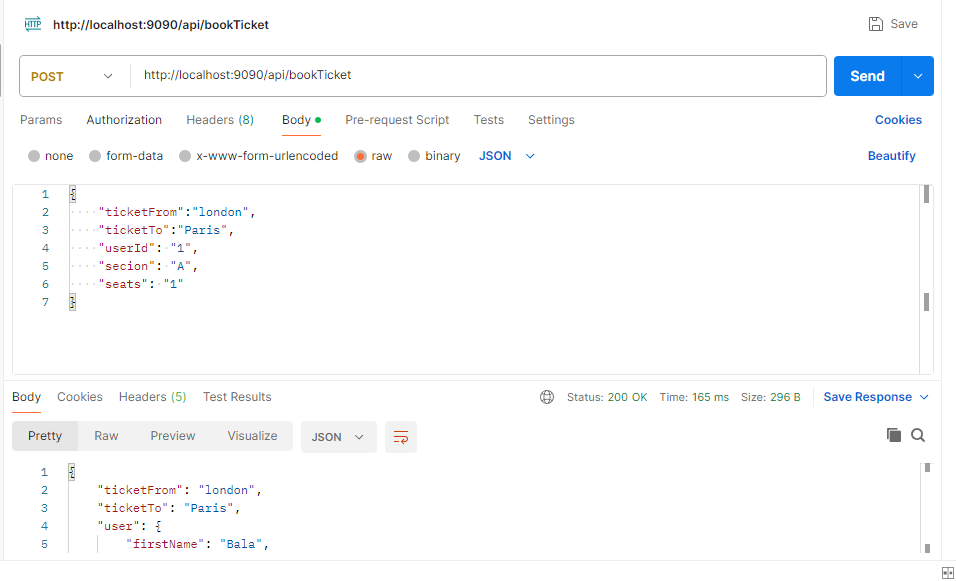 HTTP http://localhost:9090/api/bookTicket Save
POST http://localhost:9090/api/bookTicket Send
Params Authorization Headers (8) Body Pre-request Script Tests Settings Cookies
none form-data x-www-form-urlencoded raw binary JSON Beautify
1 {
2 "ticketFrom":"london",
3 "ticketTo":"Paris",
4 "userId": "1",
5 "secion": "A",
6 "seats": "1"
7 }
Body Cookies Headers (5) Test Results Status: 200 OK Time: 165 ms Size: 296 B Save Response
Pretty Raw Preview Visualize JSON
1 {
2 "ticketFrom": "london",
3 "ticketTo": "Paris",
4 "user": {
5 "firstName": "Bala",